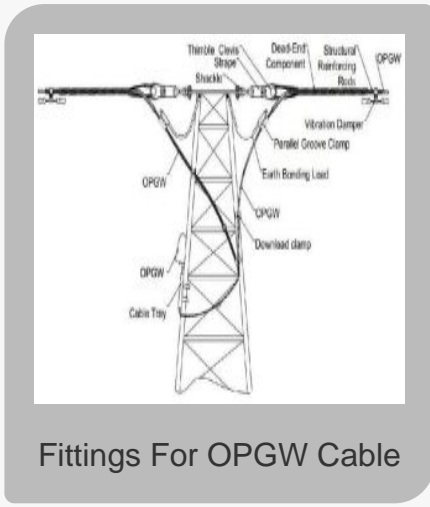 Thimble Clevis
Strape
Shackle
Dead-End
Component
Structural
Reinforcing
Rods
OPGW
Vibration Damper
Parallel Groove Clamp
Earth Bonding Lead
OPGW
OPGW
Download clamp
OPGW
Cable Tray
Fittings For OPGW Cable